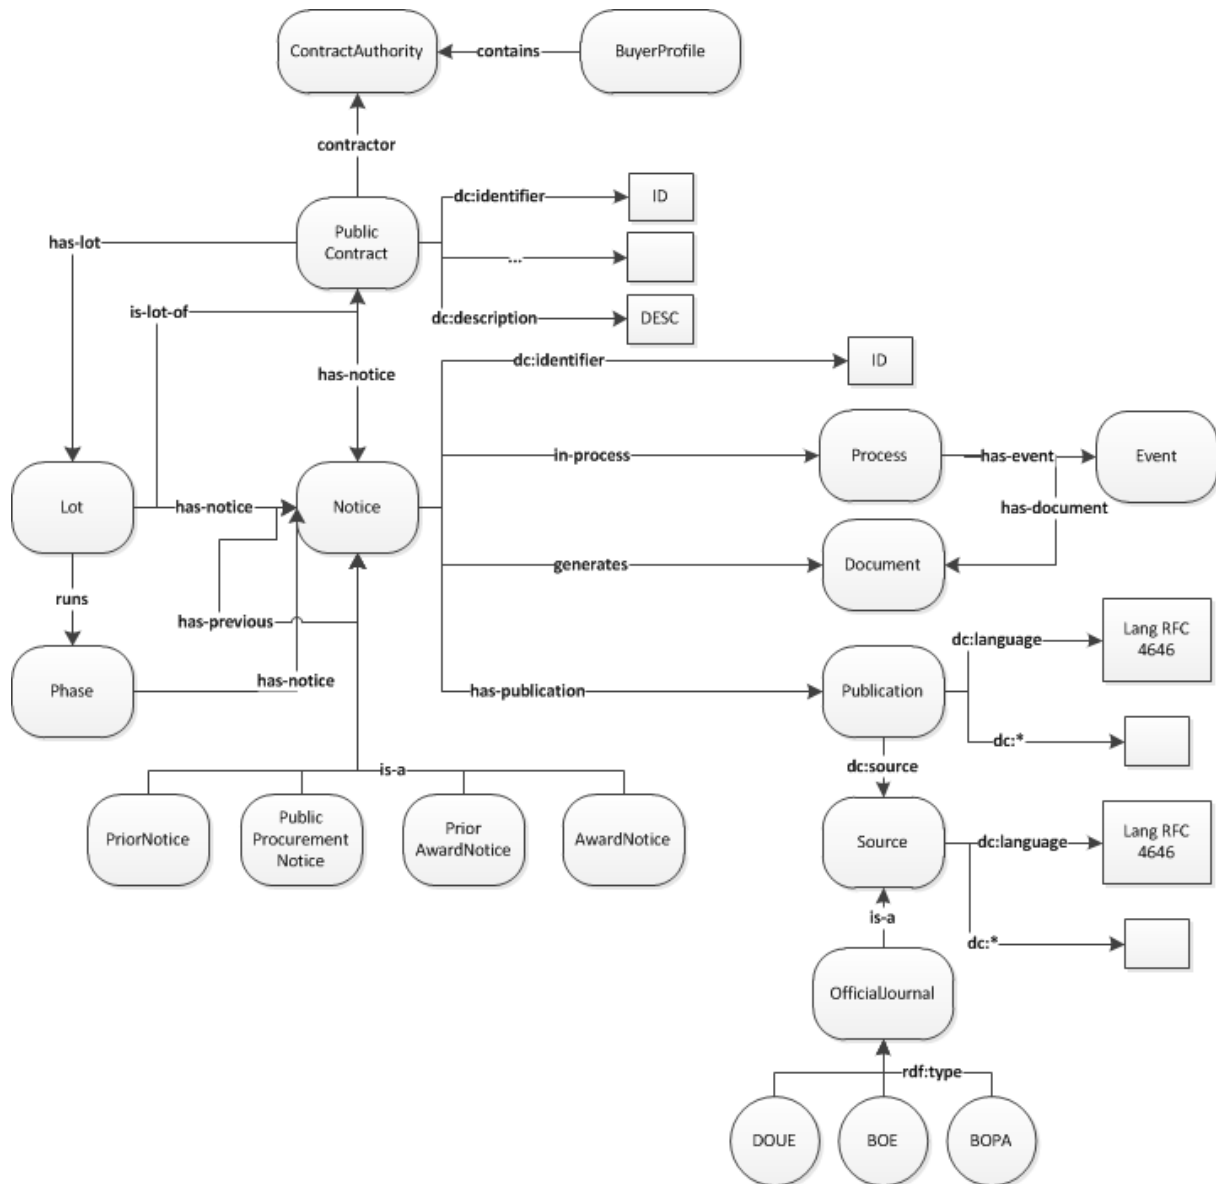 ContractAuthority
contains
BuyerProfile
contractor
dc:identifier
ID
Public
Contract
has-lot
...
is-lot-of
dc:description
DESC
has-notice
dc:identifier
ID
in-process
Process
has-event
Event
Lot
has-notice
Notice
has-document
generates
Document
runs
has-previous
dc:language
Lang RFC
4646
Phase
has-notice
has-publication
Publication
dc:*
dc:source
is-a
PriorNotice
Public
Procurement
Notice
Prior
AwardNotice
AwardNotice
Source
dc:language
Lang RFC
4646
is-a
dc:*
OfficialJournal
rdf:type
DOUE
BOE
BOPA